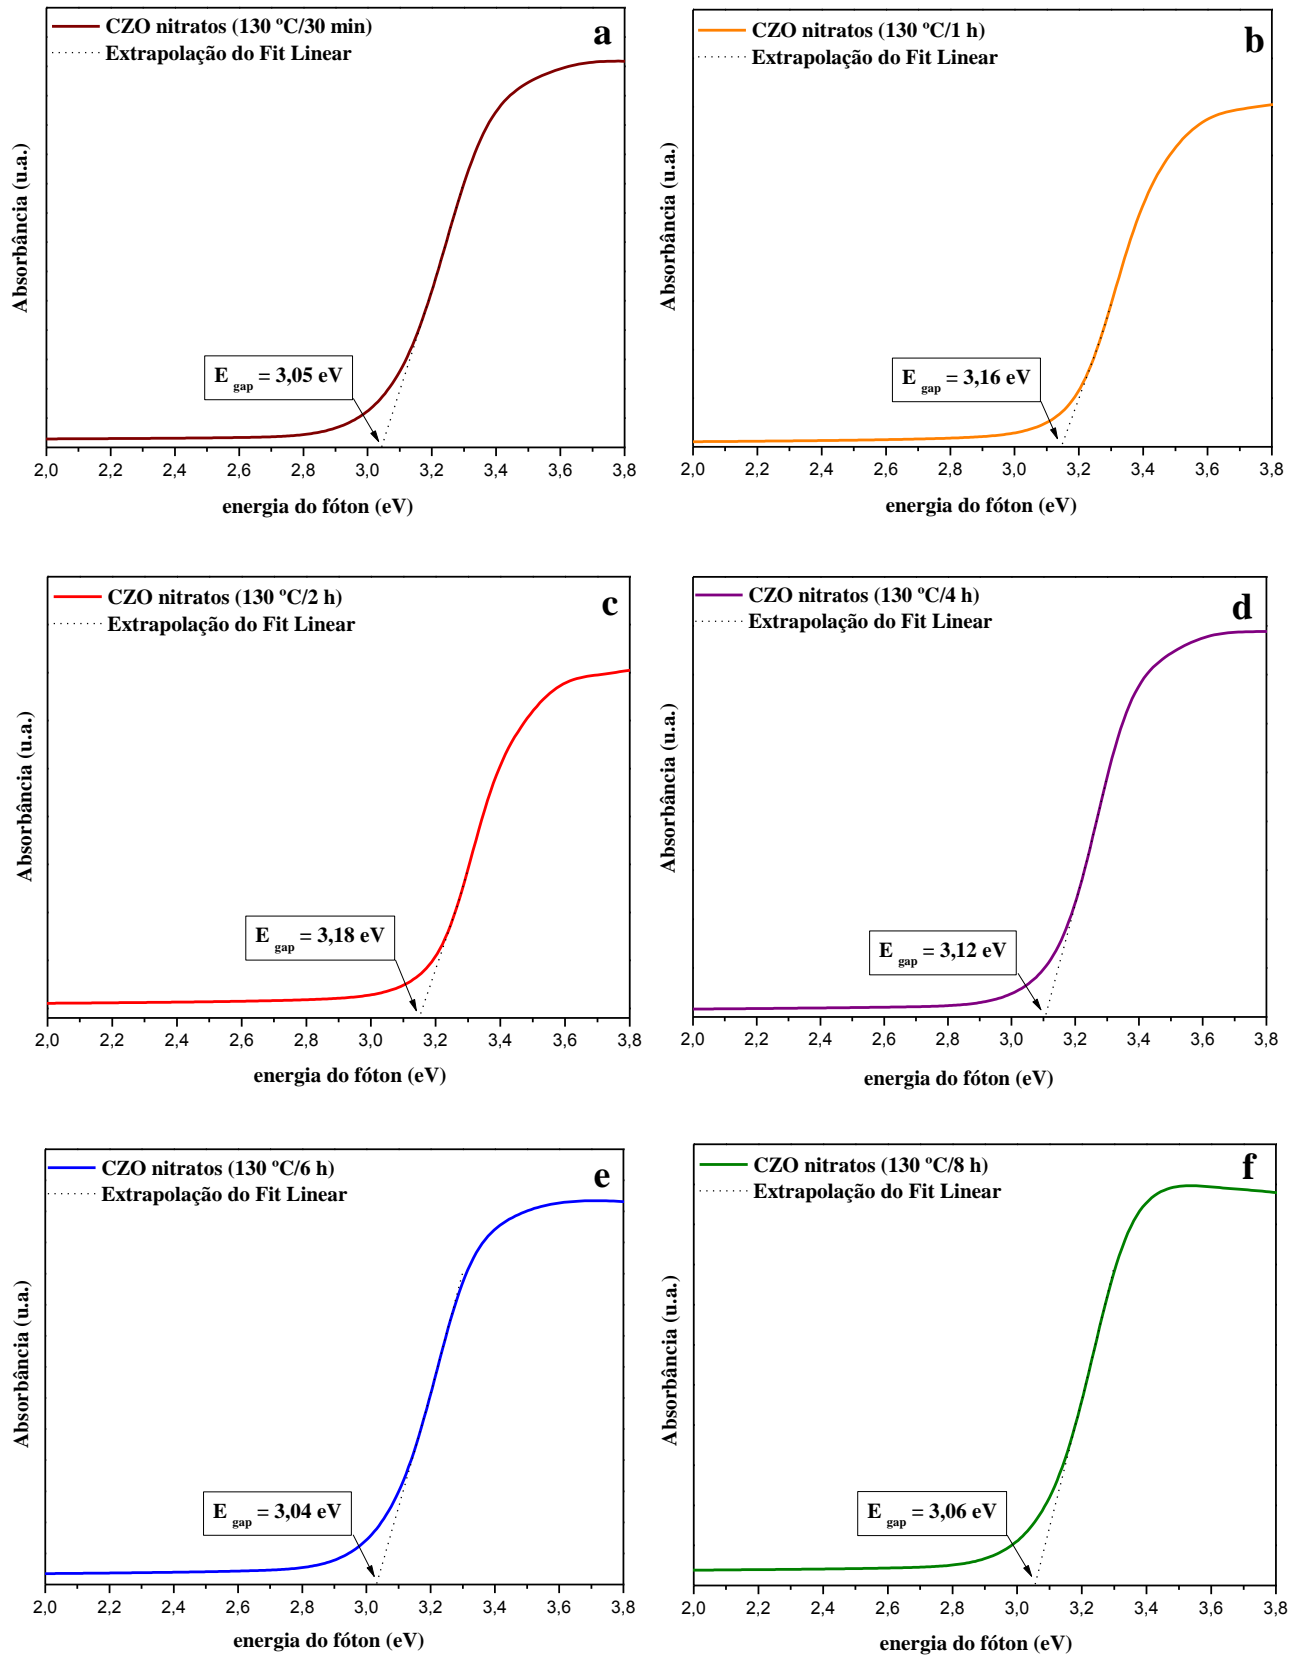 CZO nitratos (130 ºC/30 min)
Extrapolação do Fit Linear
a
Absorbância (u.a.)
E gap = 3,05 eV
2,0 2,2 2,4 2,6 2,8 3,0 3,2 3,4 3,6 3,8
energia do fóton (eV)
CZO nitratos (130 ºC/1 h)
Extrapolação do Fit Linear
b
Absorbância (u.a.)
E gap = 3,16 eV
2,0 2,2 2,4 2,6 2,8 3,0 3,2 3,4 3,6 3,8
energia do fóton (eV)
CZO nitratos (130 ºC/2 h)
Extrapolação do Fit Linear
c
Absorbância (u.a.)
E gap = 3,18 eV
2,0 2,2 2,4 2,6 2,8 3,0 3,2 3,4 3,6 3,8
energia do fóton (eV)
CZO nitratos (130 ºC/4 h)
Extrapolação do Fit Linear
d
Absorbância (u.a.)
E gap = 3,12 eV
2,0 2,2 2,4 2,6 2,8 3,0 3,2 3,4 3,6 3,8
energia do fóton (eV)
CZO nitratos (130 ºC/6 h)
Extrapolação do Fit Linear
e
Absorbância (u.a.)
E gap = 3,04 eV
2,0 2,2 2,4 2,6 2,8 3,0 3,2 3,4 3,6 3,8
energia do fóton (eV)
CZO nitratos (130 ºC/8 h)
Extrapolação do Fit Linear
f
Absorbância (u.a.)
E gap = 3,06 eV
2,0 2,2 2,4 2,6 2,8 3,0 3,2 3,4 3,6 3,8
energia do fóton (eV)